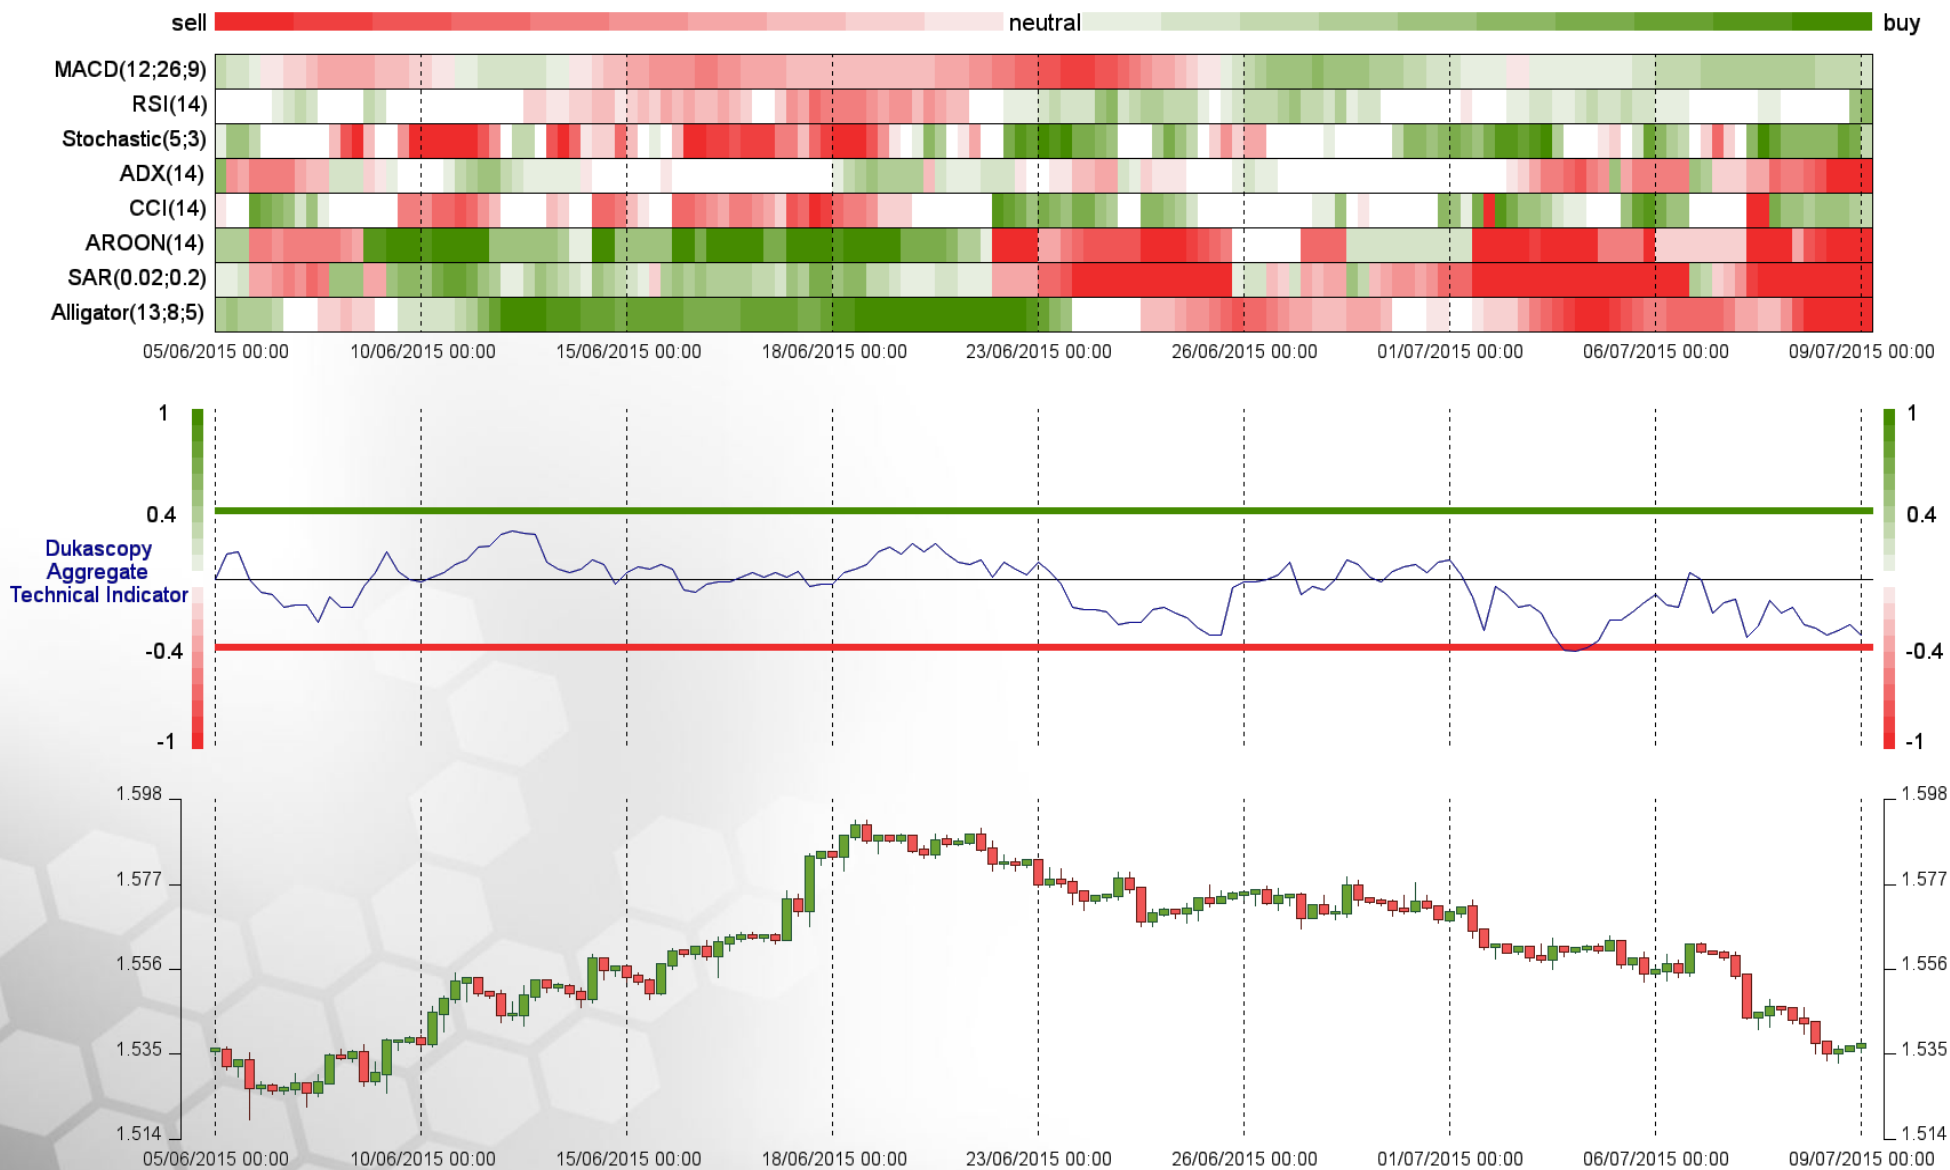 sell neutral buy
MACD(12;26;9)
RSI(14)
Stochastic(5;3)
ADX(14)
CCI(14)
AROON(14)
SAR(0.02;0.2)
Alligator(13;8;5)
05/06/2015 00:00 10/06/2015 00:00 15/06/2015 00:00 18/06/2015 00:00 23/06/2015 00:00 26/06/2015 00:00 01/07/2015 00:00 06/07/2015 00:00 09/07/2015 00:00
1 1
0.4 0.4
Dukascopy
Aggregate
Technical Indicator
-0.4 -0.4
-1 -1
1.598 1.598
1.577 1.577
1.556 1.556
1.535 1.535
1.514 1.514
05/06/2015 00:00 10/06/2015 00:00 15/06/2015 00:00 18/06/2015 00:00 23/06/2015 00:00 26/06/2015 00:00 01/07/2015 00:00 06/07/2015 00:00 09/07/2015 00:00